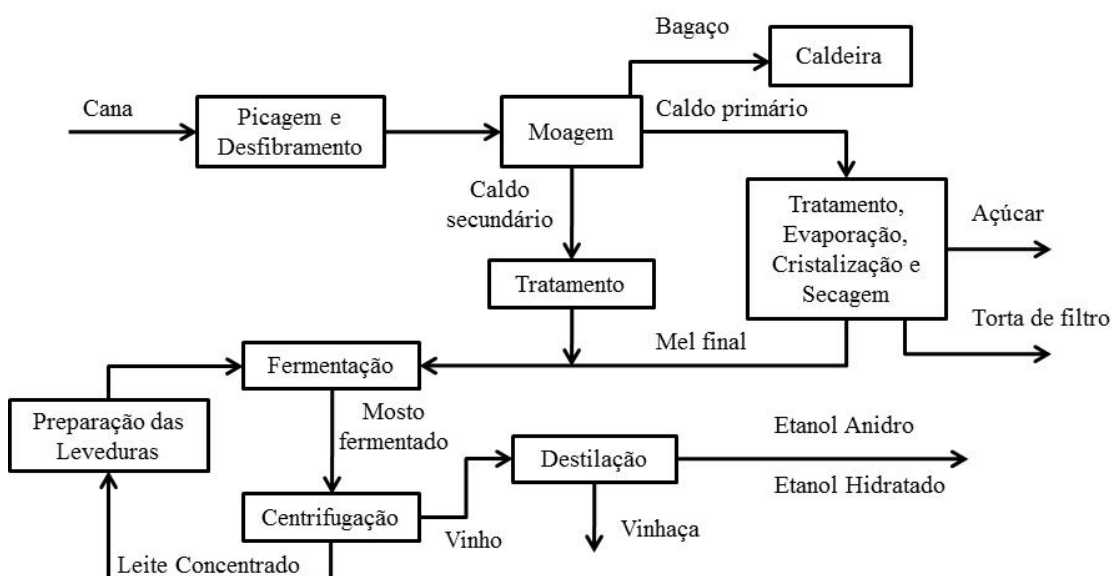 Bagaço
Caldeira
Cana
Picagem e
Desfibramento
Moagem
Caldo primário
Caldo
secundário
Tratamento,
Evaporação,
Cristalização e
Secagem
Açúcar
Tratamento
Torta de filtro
Mel final
Fermentação
Preparação das
Leveduras
Mosto
fermentado
Destilação
Etanol Anidro
Etanol Hidratado
Centrifugação
Vinho
Vinhaça
Leite Concentrado